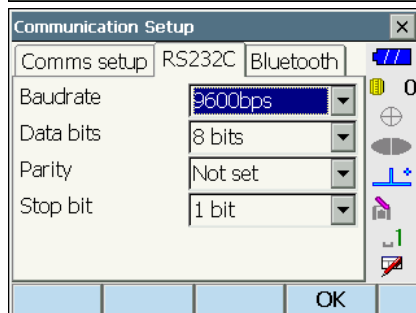 Communication Setup
Comms setup RS232C Bluetooth
Baudrate 9600bps
0
Data bits 8 bits
Parity Not set
Stop bit 1 bit
1
OK